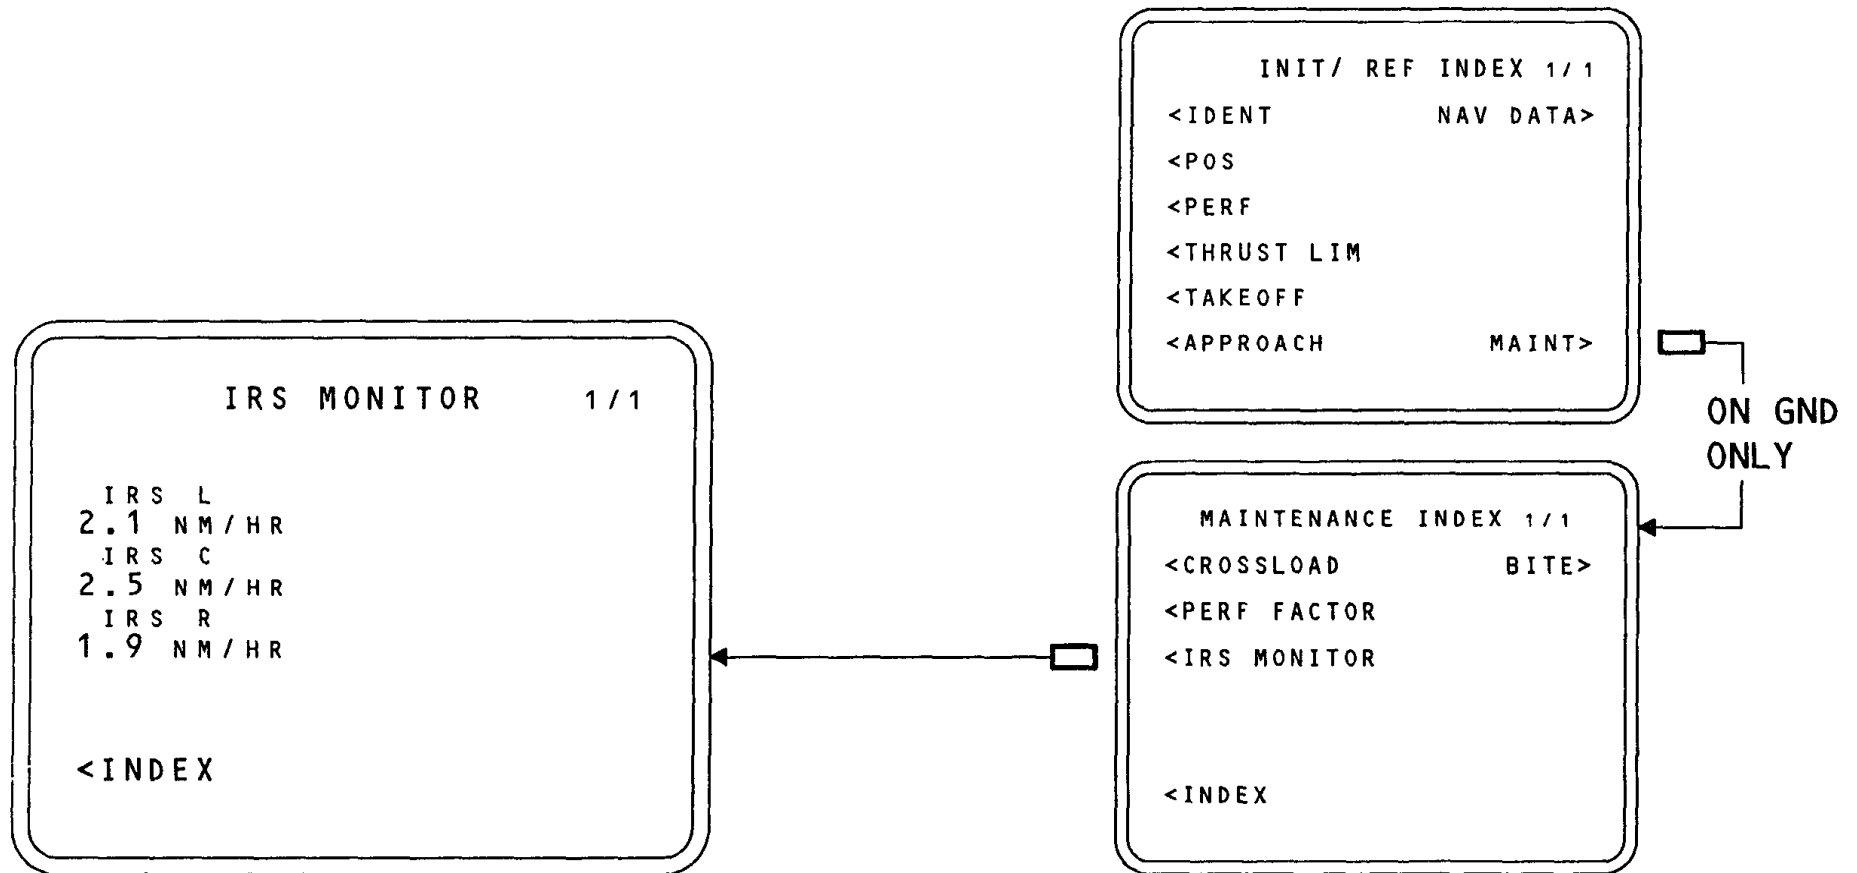 INIT/ REF INDEX 1/1
<IDENT NAV DATA>
<POS
<PERF
<THRUST LIM
<TAKEOFF
<APPROACH MAINT>
ON GND
ONLY
MAINTENANCE INDEX 1/1
<CROSSLOAD BITE>
<PERF FACTOR
<IRS MONITOR
<INDEX
IRS MONITOR 1/1
IRS L
2.1 NM/HR
IRS C
2.5 NM/HR
IRS R
1.9 NM/HR
<INDEX